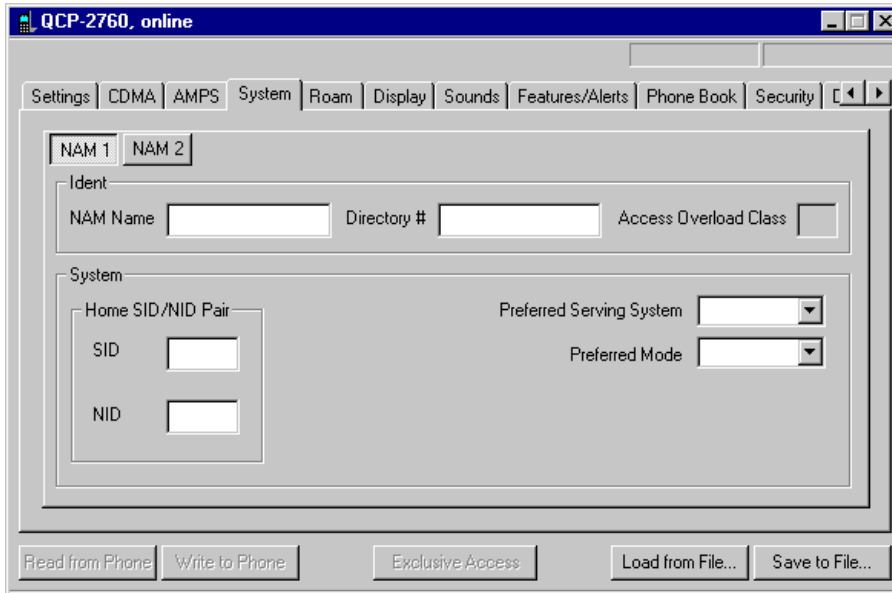 QCP-2760, online
Settings CDMA AMPS System Roam Display Sounds Features/Alerts Phone Book Security
NAM 1 NAM 2
Ident
NAM Name Directory # Access Overload Class
System
Home SID/NID Pair Preferred Serving System
SID Preferred Mode
NID
Read from Phone Write to Phone Exclusive Access Load from File... Save to File...